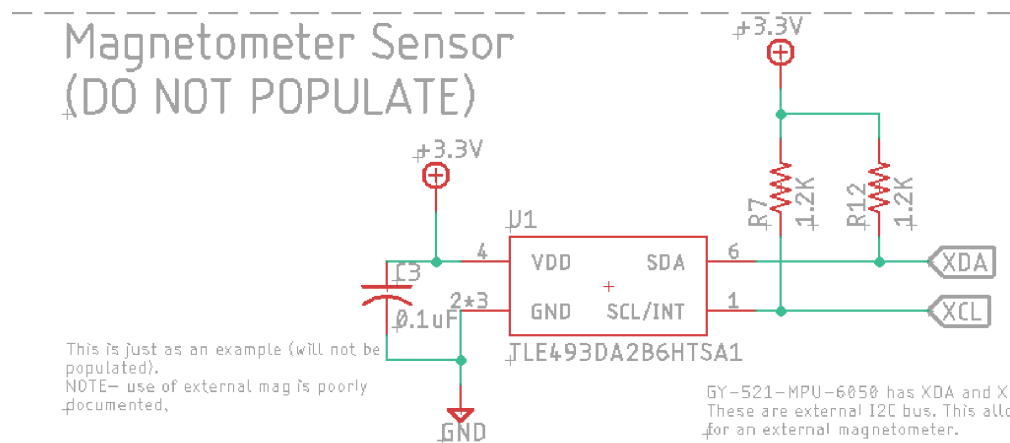 Magnetometer Sensor
(DO NOT POPULATE)
+3.3V
+3.3V
R7
1.2K
R12
1.2K
U1
4
VDD
SDA
6
XDA
C3
0.1uF
2*3
GND
SCL/INT
1
XCL
TLE493DA2B6HTSA1
This is just as an example (will not be
populated).
NOTE- use of external mag is poorly
documented,
GND
GY-521-MPU-6050 has XDA and X
These are external I2C bus. This allo
for an external magnetometer.